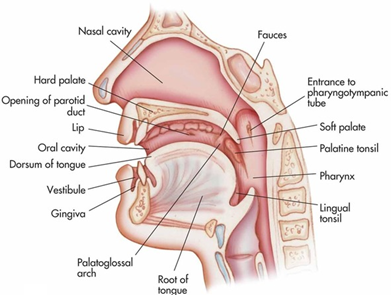 Nasal cavity
Fauces
Hard palate
Opening of parotid
duct
Lip
Oral cavity
Dorsum of tongue
Vestibule
Gingiva
Palatoglossal
arch
Root of
tongue
Entrance to
pharyngotympanic
tube
Soft palate
Palatine tonsil
Pharynx
Lingual
tonsil